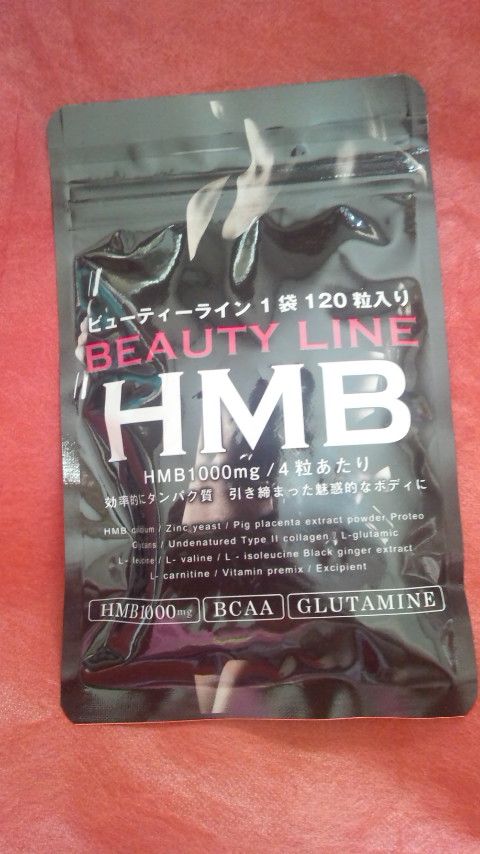 ビューティーライン 1袋 120粒入り
BEAUTY LINE
HMB
HMB1000mg/4粒あたり
効率的にタンパク質 引き締まった魅惑的なボディに
HMB calcium / Zinc yeast / Pig placenta extract powder Proteo
Glycans / Undenatured Type II collagen / L-glutamic
L- leucine / L- valine / L - isoleucine Black ginger extract
L- carnitine / Vitamin premix / Excipient
HMB1000mg BCAA GLUTAMINE